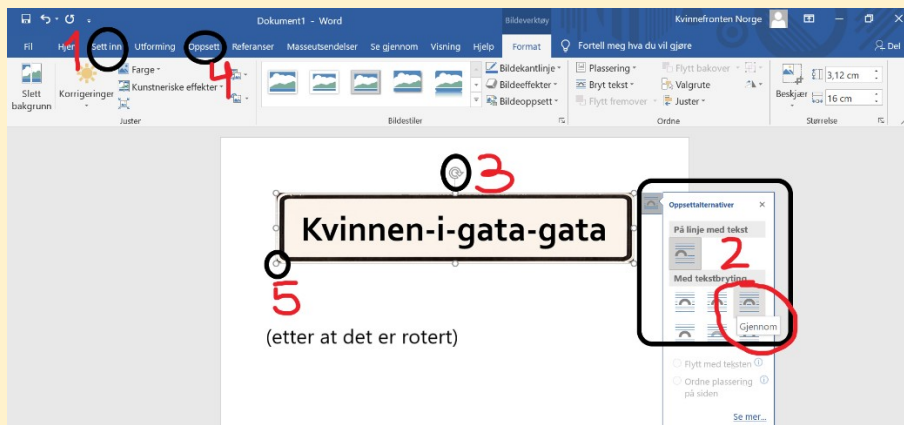 Dokument1 - Word
Bildeverktøy
Kvinnefronten Norge
Fil
Hjem
Sett inn
Utforming
Oppsett
Referanser
Masseutsendelser
Se gjennom
Visning
Hjelp
Format
Fortell meg hva du vil gjøre
Del
1
4
Slett bakgrunn
Korrigeringer
Farge
Kunstneriske effekter
Juster
Bildestiler
Bildekantlinje
Bildeeffekter
Bildeoppsett
Plassering
Bryt tekst
Flytt fremover
Flytt bakover
Valgrute
Juster
Ordne
Beskjær
3,12 cm
16 cm
Størrelse
3
Kvinnen-i-gata-gata
5
(etter at det er rotert)
Oppsettalternativer
På linje med tekst
2
Med tekstbryting
Gjennom
Flytt med teksten
Ordne plassering
på siden
Se mer...